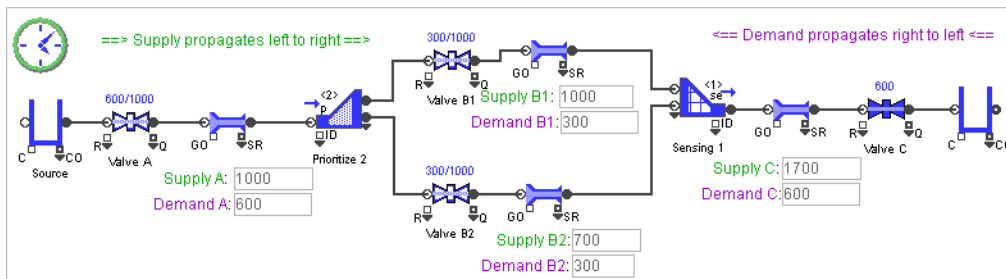 ==> Supply propagates left to right ==>
<== Demand propagates right to left <==
300/1000
GO
SR
R
Q
Valve B1
Supply B1: 1000
Demand B1: 300
600/1000
<2>
P
<1>
se
600
C
CO
Source
R
Q
Valve A
GO
SR
ID
Prioritize 2
ID
Sensing 1
GO
SR
R
Q
Valve C
C
CO
Supply A: 1000
Demand A: 600
Supply C: 1700
Demand C: 600
300/1000
R
Q
Valve B2
GO
SR
Supply B2: 700
Demand B2: 300